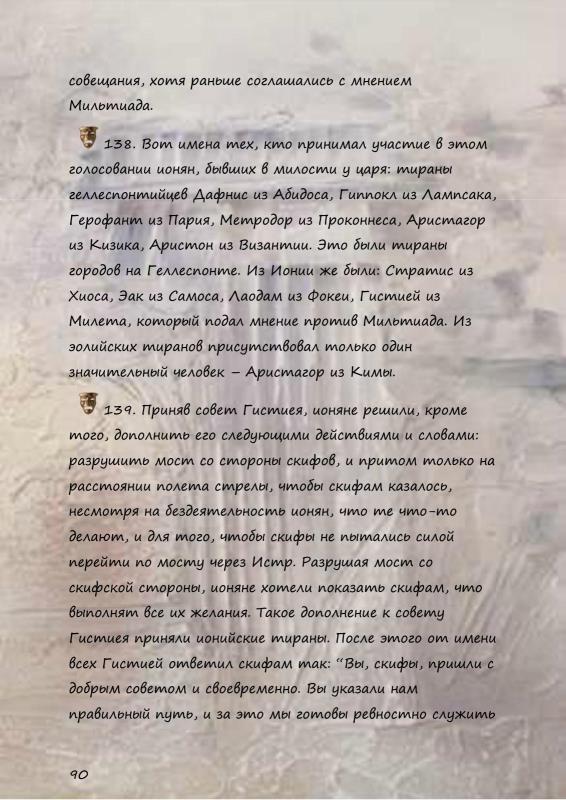 совещания, хотя раньше соглашались с мнением
Мильтиада.
138. Вот имена тех, кто принимал участие в этом
голосовании ионян, бывших в милости у царя: тираны
геллеспонтийцев Дафнис из Абидоса, Гиппокл из Лампсака,
Герофант из Пария, Метродор из Проконнеса, Аристагор
из Кизика, Аристон из Византии. Это были тираны
городов на Геллеспонте. Из Ионии же были: Стратис из
Хиоса, Эак из Самоса, Лаодам из Фокеи, Гистией из
Милета, который подал мнение против Мильтиада. Из
эолийских тиранов присутствовал только один
значительный человек – Аристагор из Кимы.
139. Приняв совет Гистиея, ионяне решили, кроме
того, дополнить его следующими действиями и словами:
разрушить мост со стороны скифов, и притом только на
расстоянии полета стрелы, чтобы скифам казалось,
несмотря на бездеятельность ионян, что те что-то
делают, и для того, чтобы скифы не пытались силой
перейти по мосту через Истр. Разрушая мост со
скифской стороны, ионяне хотели показать скифам, что
выполнят все их желания. Такое дополнение к совету
Гистиея приняли ионийские тираны. После этого от имени
всех Гистией ответил скифам так: “Вы, скифы, пришли с
добрым советом и своевременно. Вы указали нам
правильный путь, и за это мы готовы ревностно служить
90